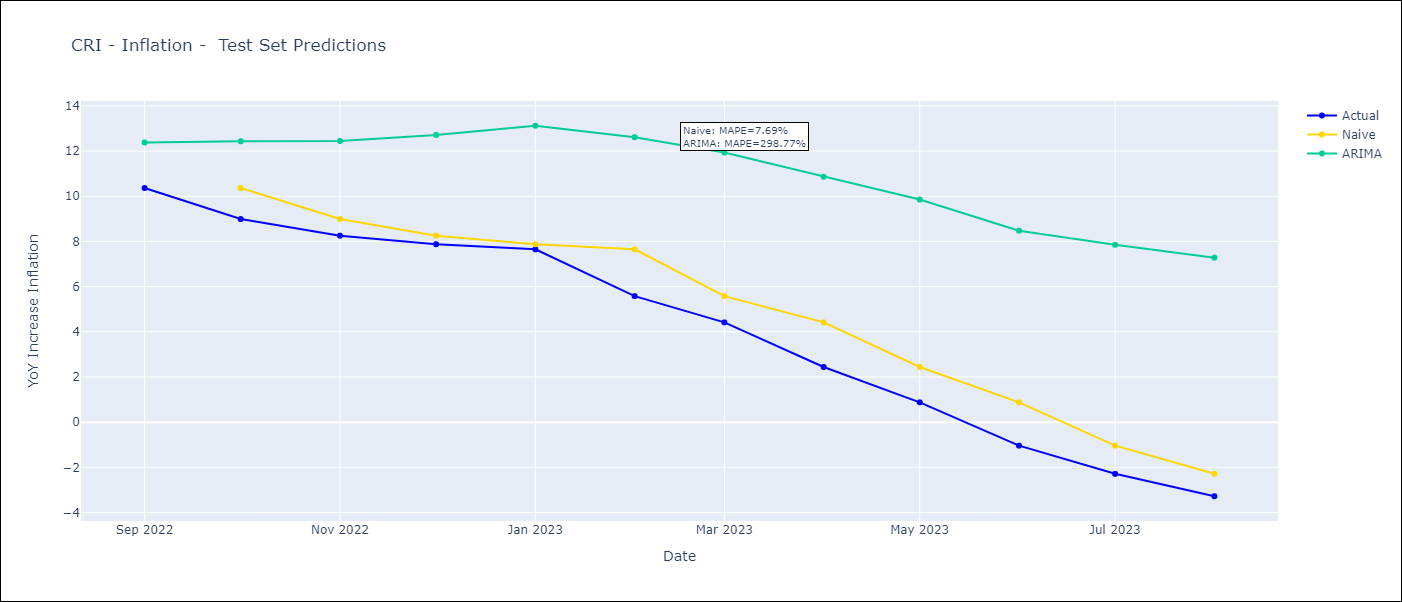 CRI - Inflation - Test Set Predictions
Naive: MAPE=7.69%
ARIMA: MAPE=298.77%
Actual
Naive
ARIMA
YoY Increase Inflation
14
12
10
8
6
4
2
0
−2
−4
Sep 2022
Nov 2022
Jan 2023
Mar 2023
May 2023
Jul 2023
Date